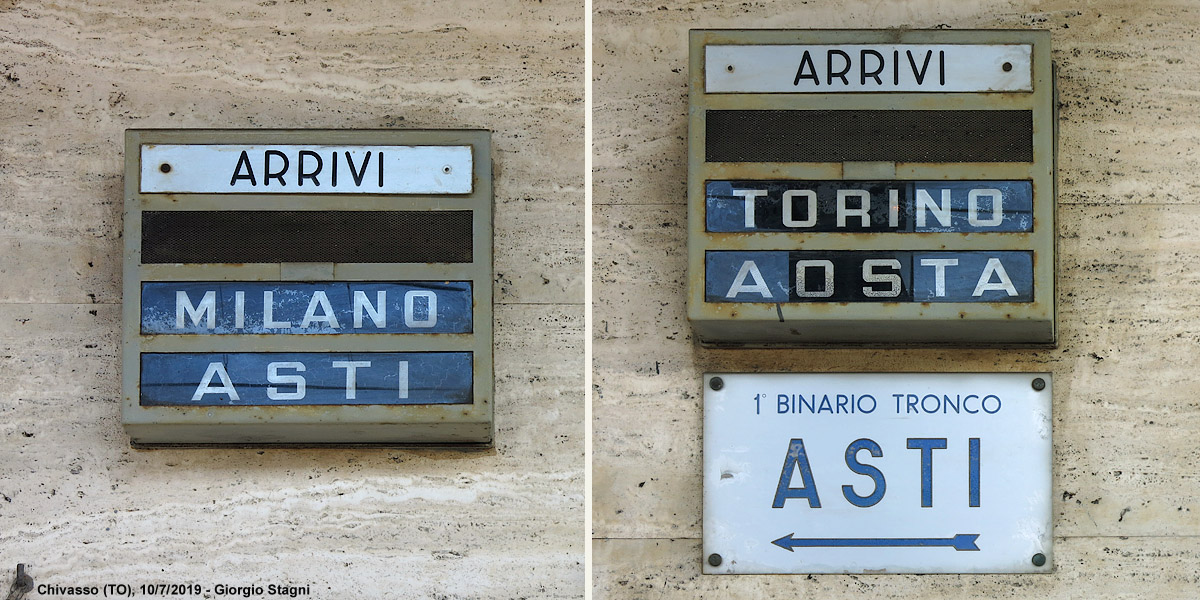 ARRIVI
MILANO
ASTI
Chivasso (TO), 10/7/2019 - Giorgio Stagni
ARRIVI
TORINO
AOSTA
1° BINARIO TRONCO
ASTI